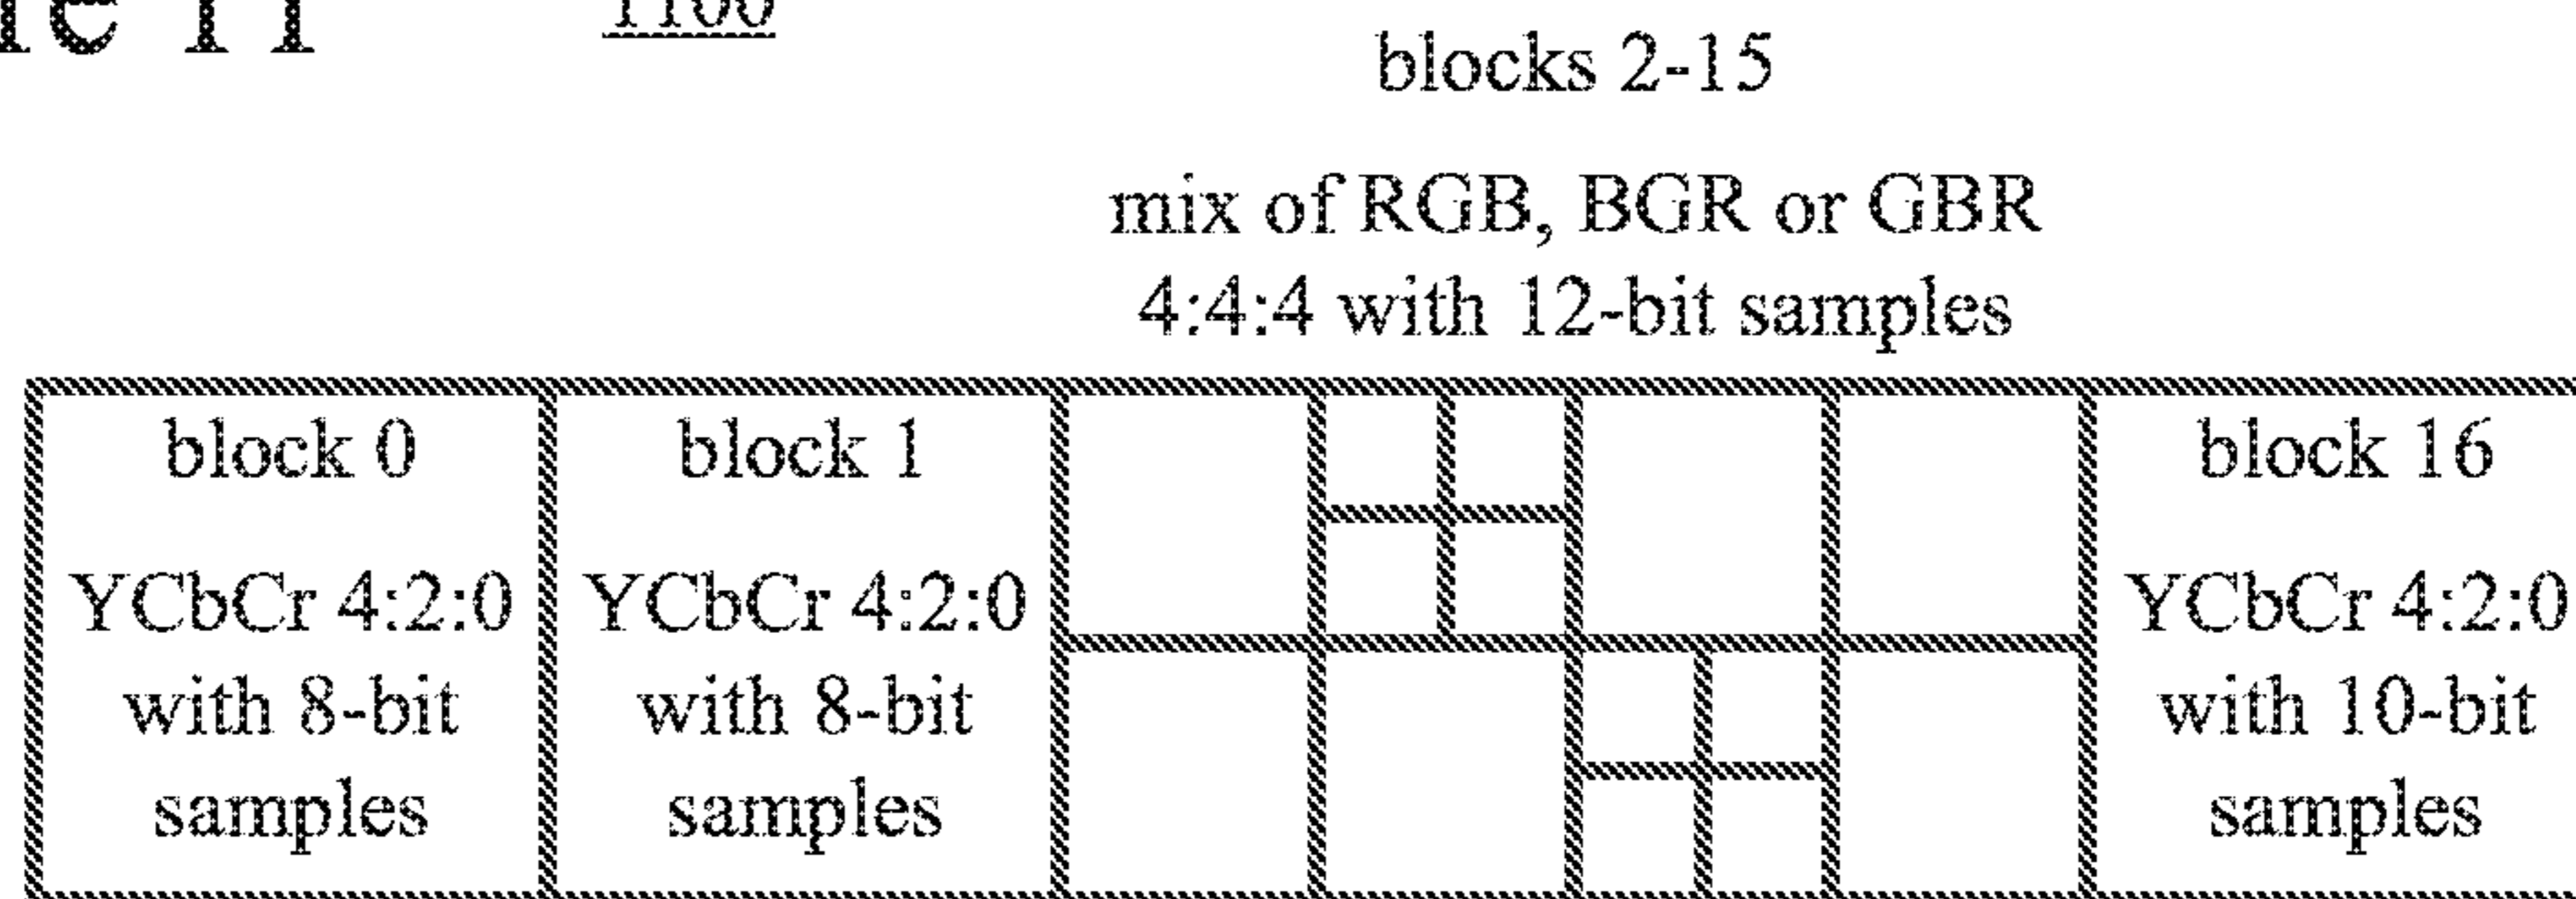 1100
blocks 2-15
mix of RGB, BGR or GBR
4:4:4 with 12-bit samples
block 0
YCbCr 4:2:0
with 8-bit
samples
block 1
YCbCr 4:2:0
with 8-bit
samples
block 16
YCbCr 4:2:0
with 10-bit
samples